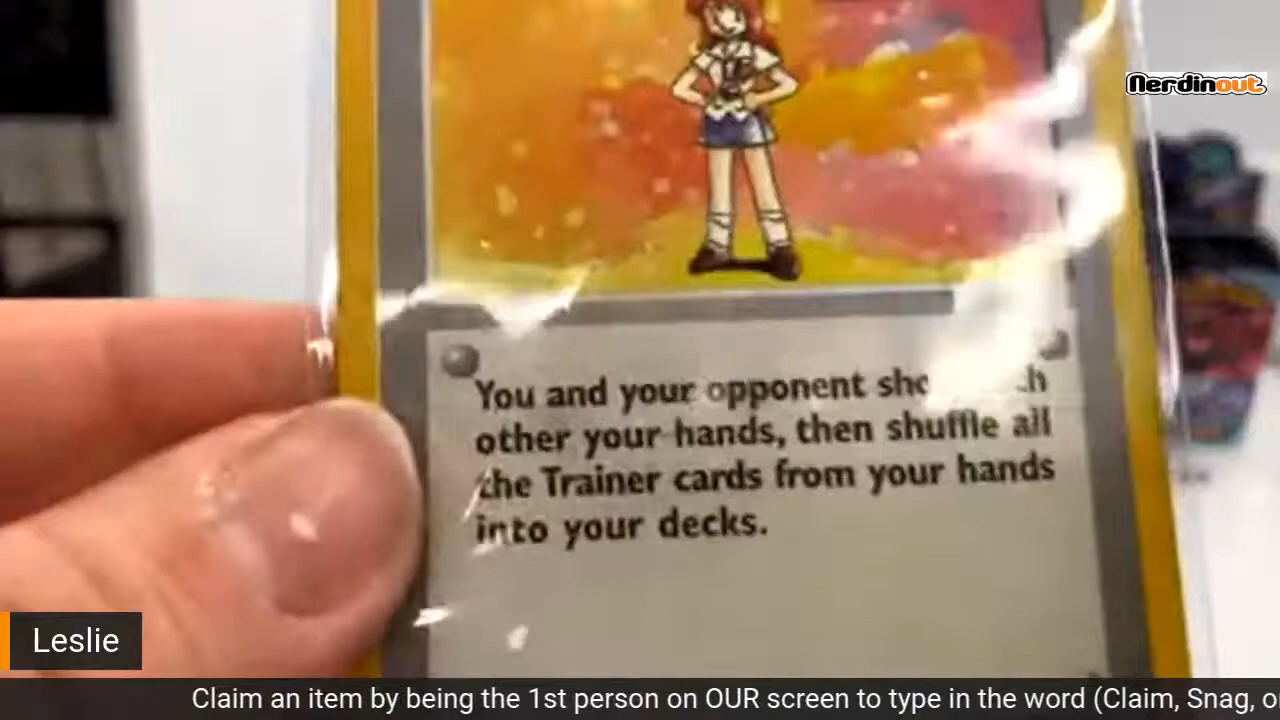 Nerdinout
You and your opponent
other your hands, then shuffle all
the Trainer cards from your hands
into your decks.
Leslie
Claim an item by being the 1st person on OUR screen to type in the word (Claim, Snag,